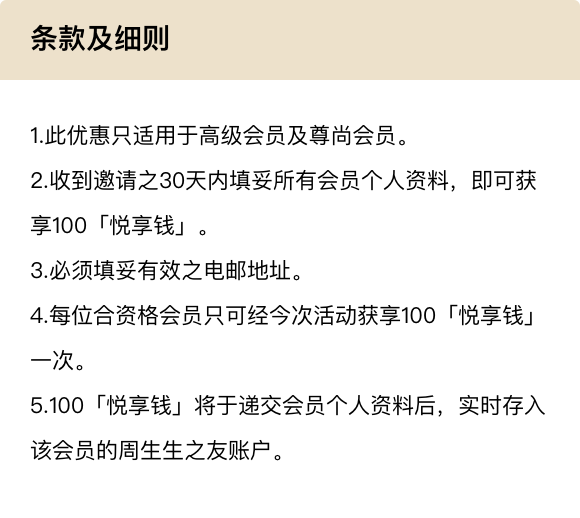 条款及细则
1.此优惠只适用于高级会员及尊尚会员。
2.收到邀请之30天内填妥所有会员个人资料，即可获
享100「悦享钱」。
3.必须填妥有效之电邮地址。
4.每位合资格会员只可经今次活动获享100「悦享钱」
一次。
5.100「悦享钱」将于递交会员个人资料后，实时存入
该会员的周生生之友账户。